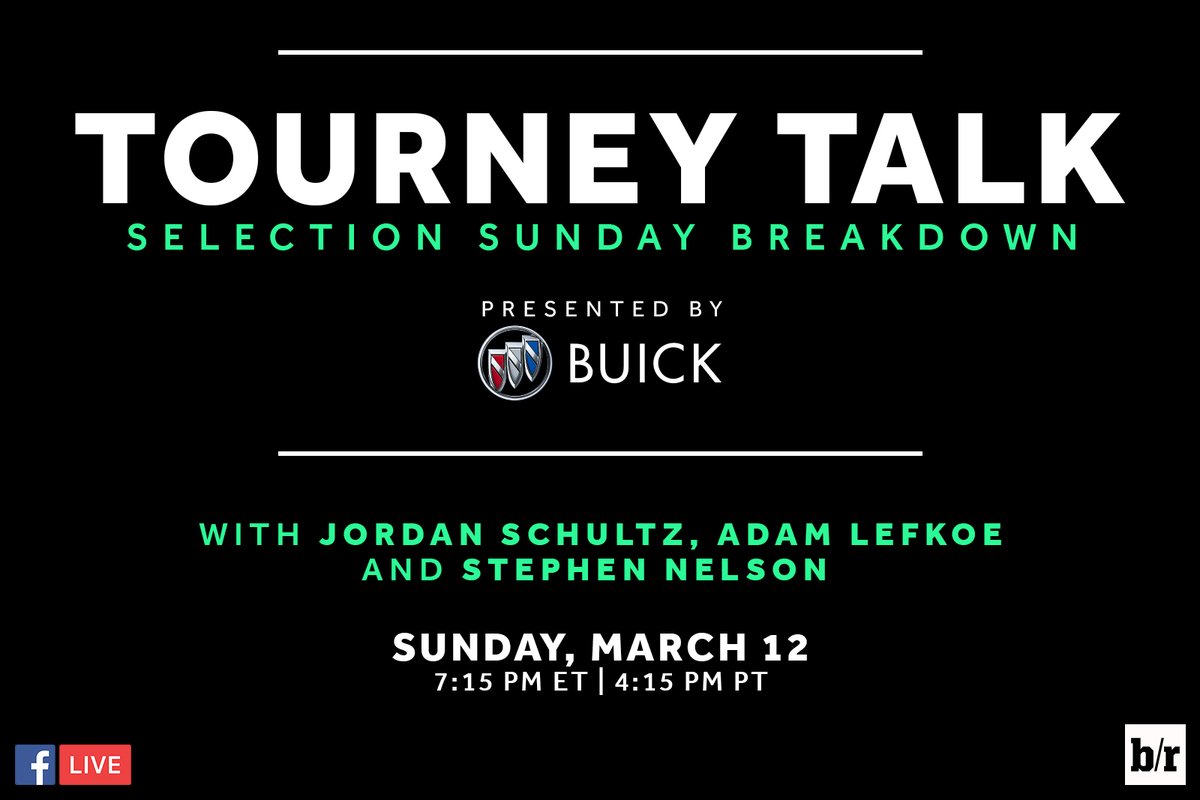 TOURNEY TALK
SELECTION SUNDAY BREAKDOWN
PRESENTED BY
BUICK
WITH JORDAN SCHULTZ, ADAM LEFKOE
AND STEPHEN NELSON
SUNDAY, MARCH 12
7:15 PM ET | 4:15 PM PT
f LIVE
b/r